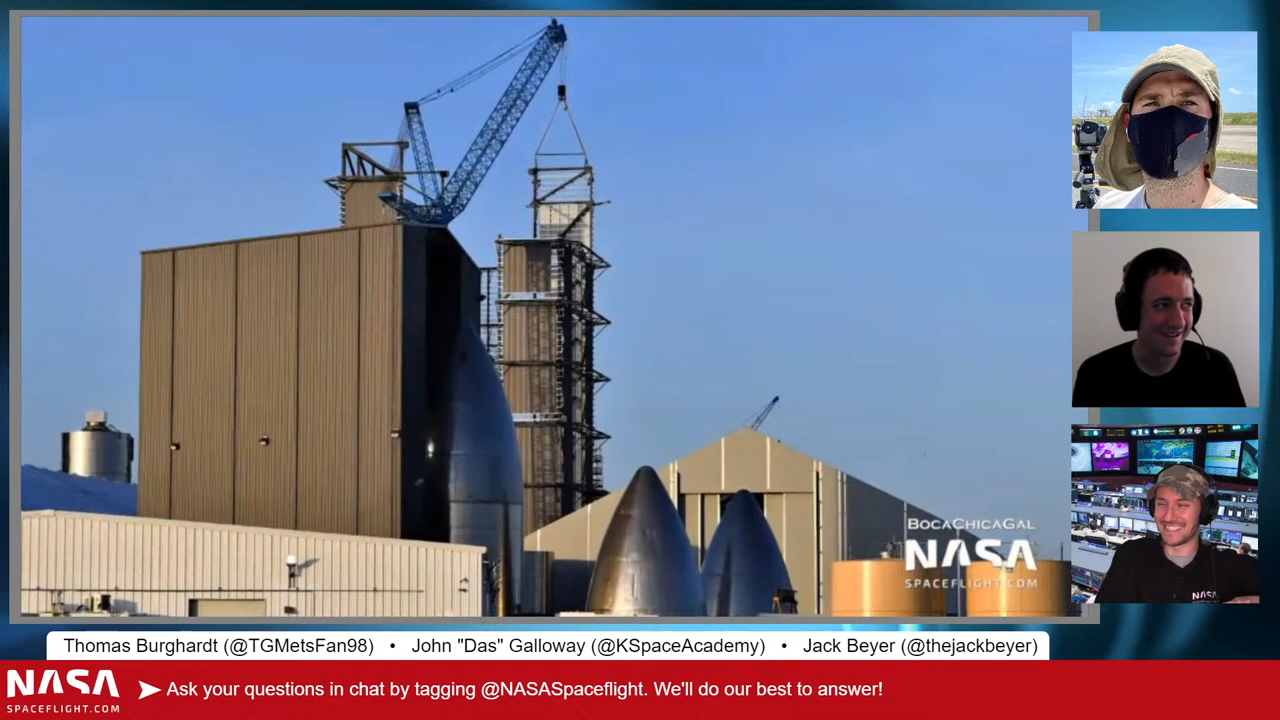 BOCACHICAGAL
NASA
SPACEFLIGHT.COM
NASA
Thomas Burghardt (@TGMetsFan98) • John "Das" Galloway (@KSpaceAcademy) • Jack Beyer (@thejackbeyer)
NASA
SPACEFLIGHT.COM
Ask your questions in chat by tagging @NASASpaceflight. We'll do our best to answer!